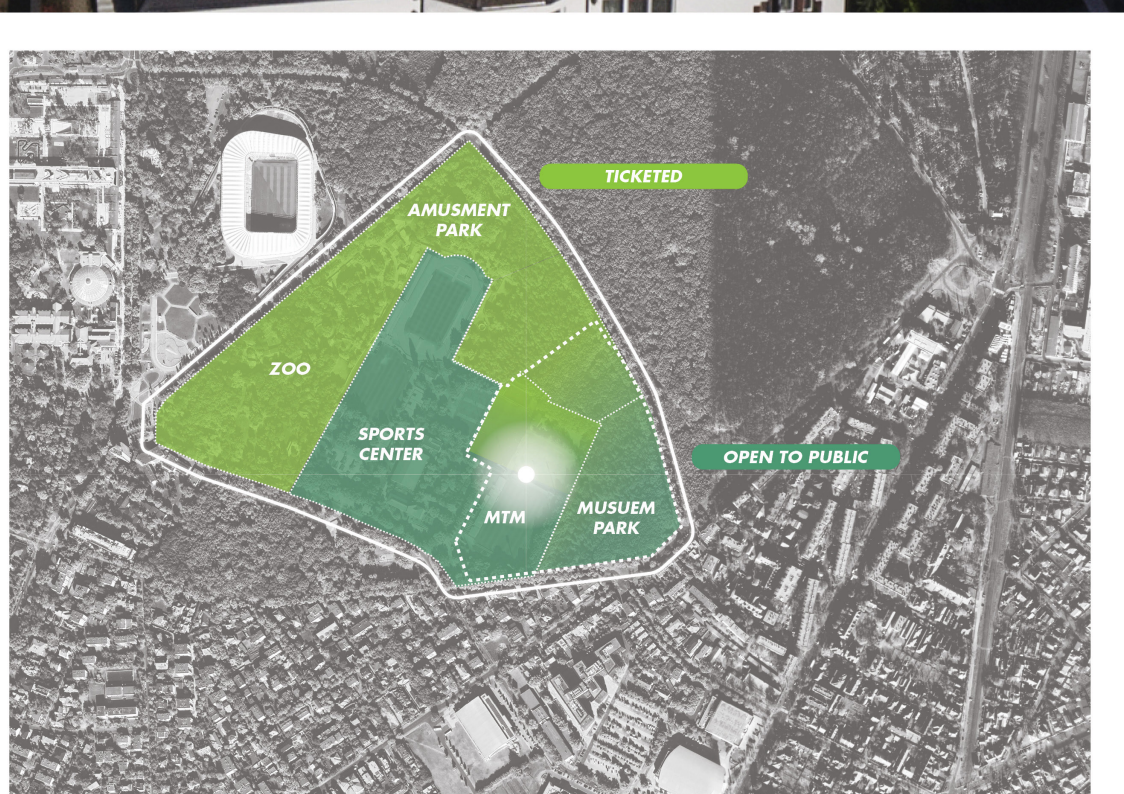 TICKETED
AMUSMENT
PARK
ZOO
SPORTS
CENTER
OPEN TO PUBLIC
MTM
MUSUEM
PARK